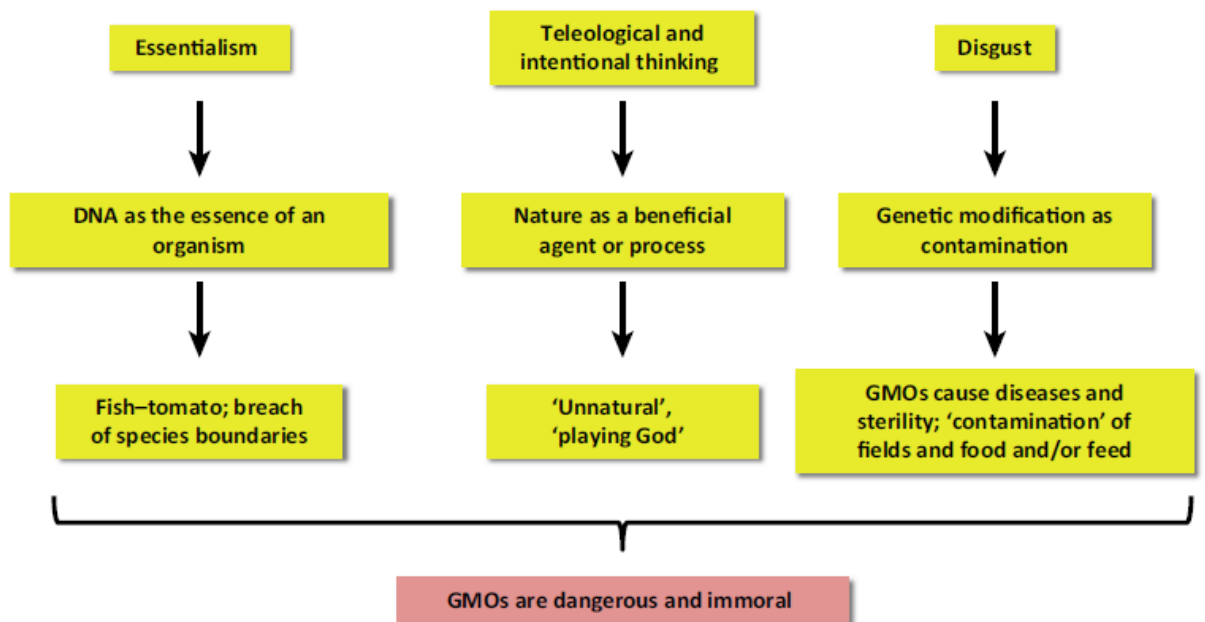 Essentialism
Teleological and
intentional thinking
Disgust
DNA as the essence of an
organism
Nature as a beneficial
agent or process
Genetic modification as
contamination
Fish–tomato; breach
of species boundaries
‘Unnatural’,
‘playing God’
GMOs cause diseases and
sterility; ‘contamination’ of
fields and food and/or feed
GMOs are dangerous and immoral